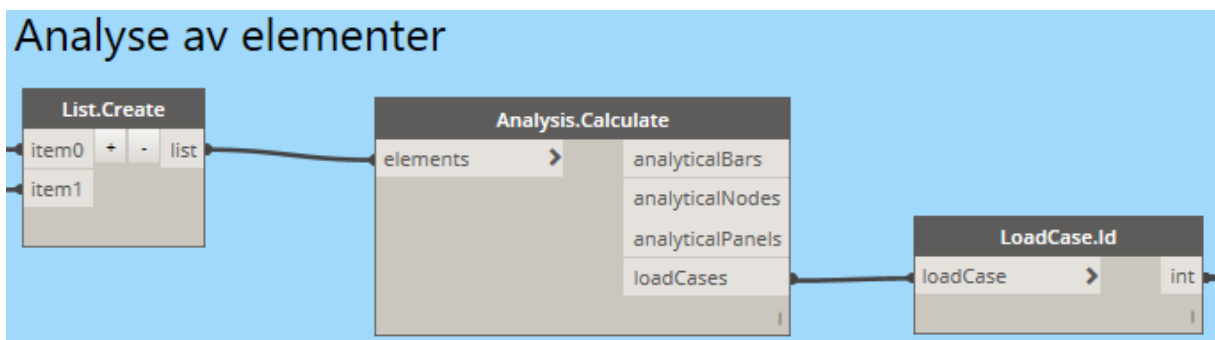 Analyse av elementer
List.Create
item0 + - list
item1
Analysis.Calculate
elements >
analyticalBars
analyticalNodes
analyticalPanels
loadCases
l
LoadCase.Id
loadCase > int
l